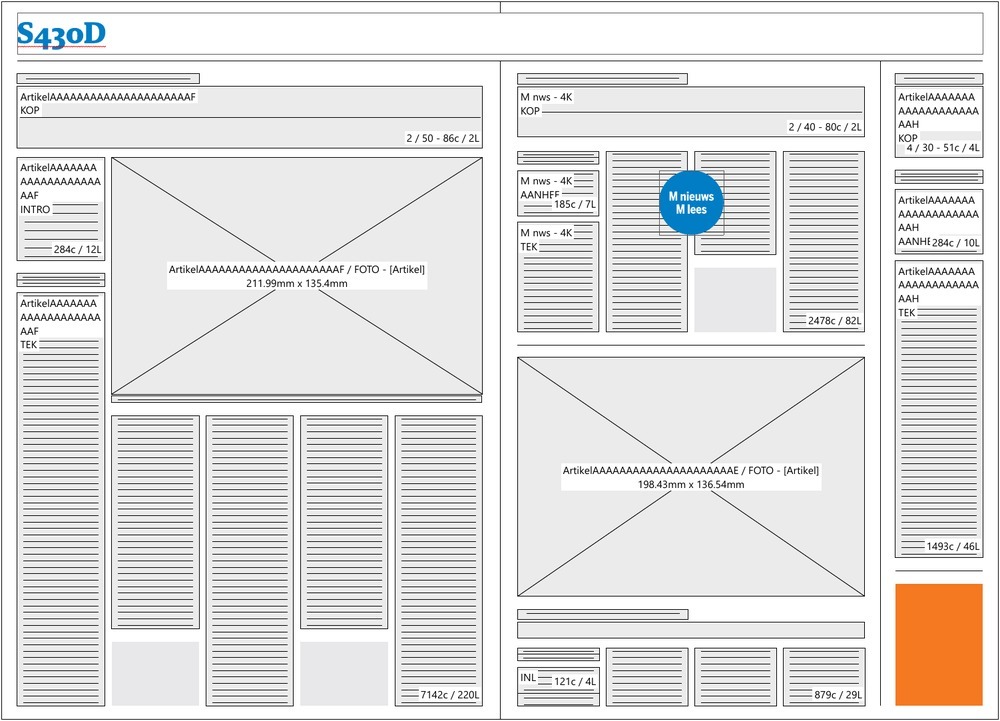 S430D
ArtikelAAAAAAAAAAAAAAAAAAAAAF
KOP
2 / 50 - 86c / 2L
ArtikelAAAAAAA
AAAAAAAAAAAA
AAF
INTRO
284c / 12L
ArtikelAAAAAAAAAAAAAAAAAAAAAF / FOTO - [Artikel]
211.99mm x 135.4mm
ArtikelAAAAAAA
AAAAAAAAAAAA
AAF
TEK
7142c / 220L
M nws - 4K
KOP
2 / 40 - 80c / 2L
M nws - 4K
AANHEF
185c / 7L
M nws - 4K
TEK
M nieuws
M lees
2478c / 82L
ArtikelAAAAAAAAAAAAAAAAAAAAAE / FOTO - [Artikel]
198.43mm x 136.54mm
INL
121c / 4L
879c / 29L
ArtikelAAAAAAA
AAAAAAAAAAAA
AAH
KOP
4 / 30 - 51c / 4L
ArtikelAAAAAAA
AAAAAAAAAAAA
AAH
AANHE
284c / 10L
ArtikelAAAAAAA
AAAAAAAAAAAA
AAH
TEK
1493c / 46L